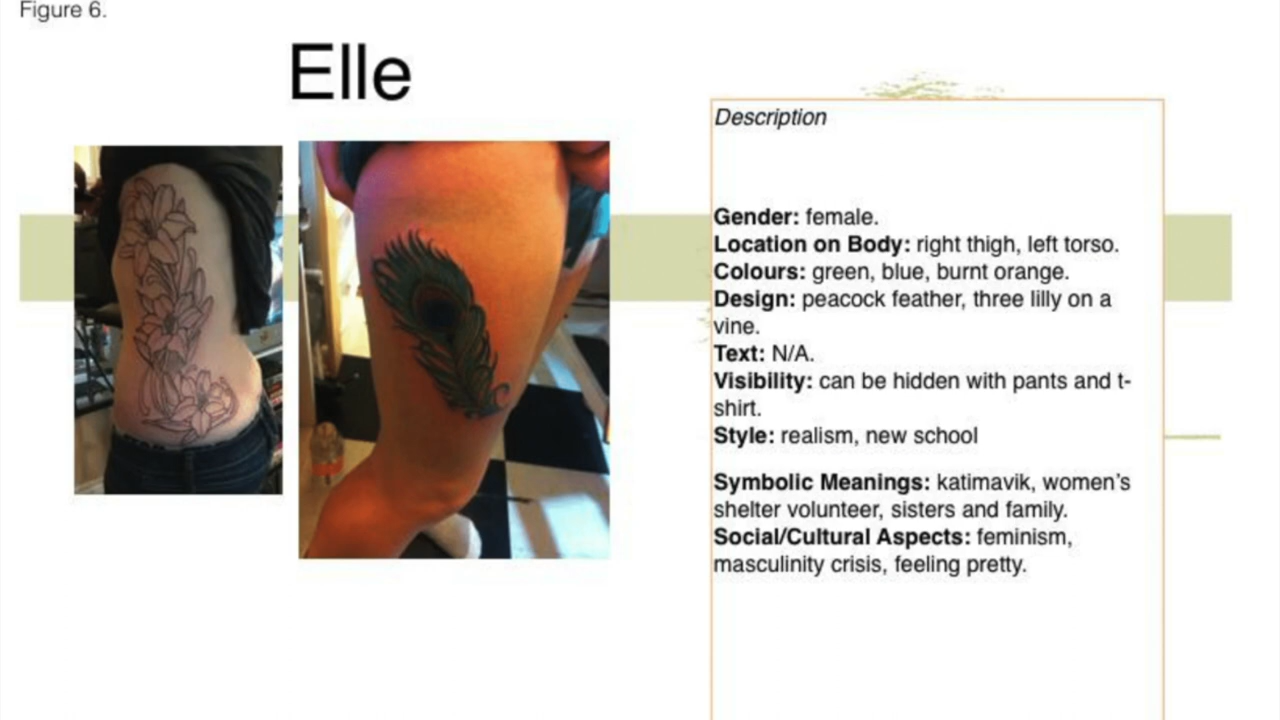 Figure 6.
Elle
Description
Gender: female.
Location on Body: right thigh, left torso.
Colours: green, blue, burnt orange.
Design: peacock feather, three lilly on a
vine.
Text: N/A.
Visibility: can be hidden with pants and t-
shirt.
Style: realism, new school
Symbolic Meanings: katimavik, women's
shelter volunteer, sisters and family.
Social/Cultural Aspects: feminism,
masculinity crisis, feeling pretty.